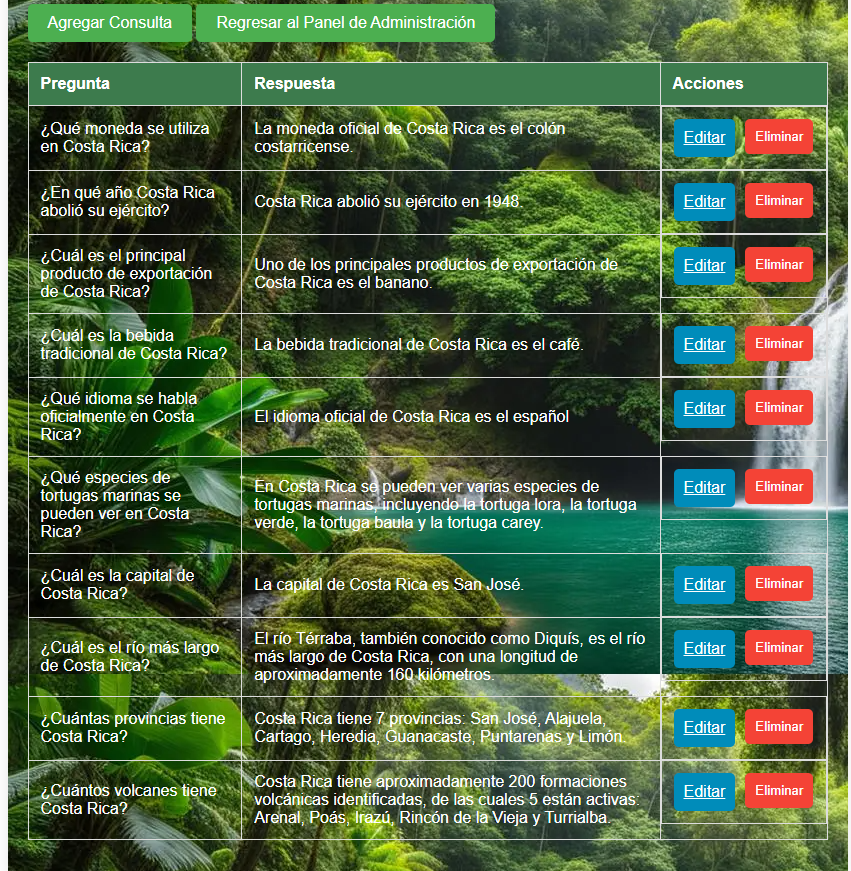 Agregar Consulta Regresar al Panel de Administración
Pregunta Respuesta Acciones
¿Qué moneda se utiliza
en Costa Rica?
La moneda oficial de Costa Rica es el colón
costarricense.
Editar Eliminar
¿En qué año Costa Rica
abolió su ejército?
Costa Rica abolió su ejército en 1948.
Editar Eliminar
¿Cuál es el principal
producto de exportación
de Costa Rica?
Uno de los principales productos de exportación de
Costa Rica es el banano.
Editar Eliminar
¿Cuál es la bebida
tradicional de Costa Rica?
La bebida tradicional de Costa Rica es el café.
Editar Eliminar
¿Qué idioma se habla
oficialmente en Costa
Rica?
El idioma oficial de Costa Rica es el español
Editar Eliminar
¿Qué especies de
tortugas marinas se
pueden ver en Costa
Rica?
En Costa Rica se pueden ver varias especies de
tortugas marinas, incluyendo la tortuga lora, la tortuga
verde, la tortuga baula y la tortuga carey.
Editar Eliminar
¿Cuál es la capital de
Costa Rica?
La capital de Costa Rica es San José.
Editar Eliminar
¿Cuál es el río más largo
de Costa Rica?
El río Térraba, también conocido como Diquís, es el río
más largo de Costa Rica, con una longitud de
aproximadamente 160 kilómetros.
Editar Eliminar
¿Cuántas provincias tiene
Costa Rica?
Costa Rica tiene 7 provincias: San José, Alajuela,
Cartago, Heredia, Guanacaste, Puntarenas y Limón.
Editar Eliminar
¿Cuántos volcanes tiene
Costa Rica?
Costa Rica tiene aproximadamente 200 formaciones
volcánicas identificadas, de las cuales 5 están activas:
Arenal, Poás, Irazú, Rincón de la Vieja y Turrialba.
Editar Eliminar